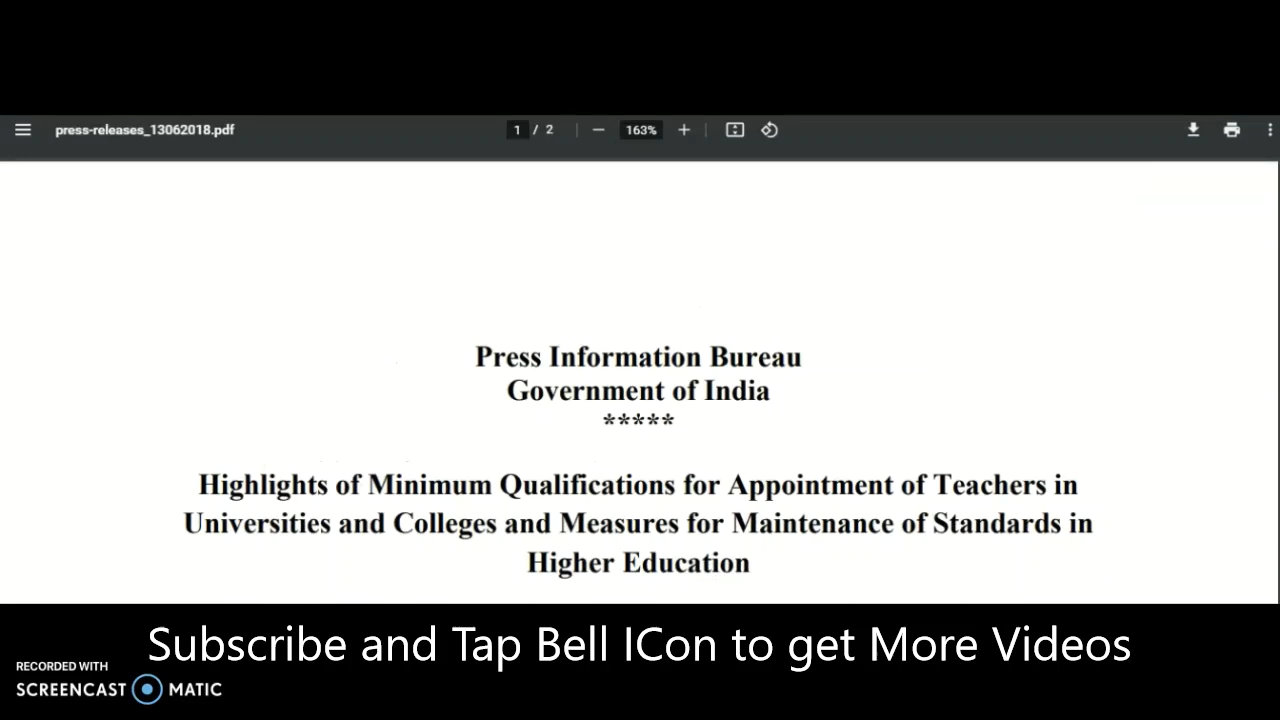 press-releases_13062018.pdf 1 / 2 163%
Press Information Bureau
Government of India
*****
Highlights of Minimum Qualifications for Appointment of Teachers in
Universities and Colleges and Measures for Maintenance of Standards in
Higher Education
Subscribe and Tap Bell ICon to get More Videos
RECORDED WITH
SCREENCAST MATIC